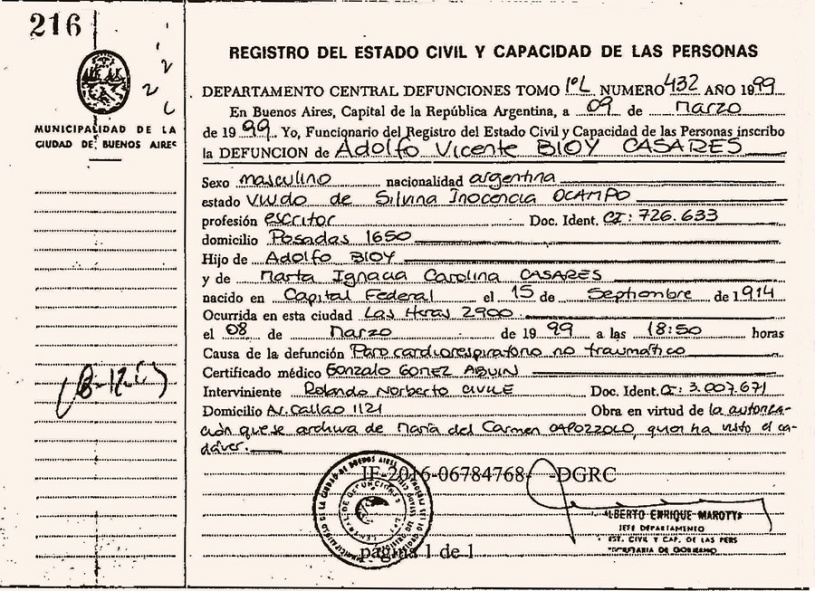 216
MUNICIPALIDAD DE LA
CIUDAD DE BUENOS AIRES
REGISTRO DEL ESTADO CIVIL Y CAPACIDAD DE LAS PERSONAS
DEPARTAMENTO CENTRAL DEFUNCIONES TOMO 1ºL NUMERO 432 AÑO 1999
En Buenos Aires, Capital de la República Argentina, a 09 de Marzo
de 1999. Yo, Funcionario del Registro del Estado Civil y Capacidad de las Personas inscribo
la DEFUNCION de Adolfo Vicente BIOY CASARES
Sexo masculino nacionalidad argentina
estado Viudo de Silvina Inocencia OCAMPO
profesión escritor Doc. Ident. CI: 726.633
domicilio Posadas 1650
Hijo de Adolfo BIOY
y de Marta Ignacia Carolina CASARES
nacido en Capital Federal el 15 de Septiembre de 1914
Ocurrida en esta ciudad Las Heras 2900
el 08 de Marzo de 1999 a las 18:50 horas
Causa de la defunción Paro cardiorespiratorio no traumático
Certificado médico Gonzalo GOMEZ AGUIN
Interviniente Rolando Norberto CIVILE Doc. Ident. CI: 3.007.671
Domicilio Av. Callao 1121 Obra en virtud de la autoriza-
ción que se archiva de María del Carmen CAPOZZOLO, quien ha visto el ca-
dáver.
IF-2016-06784768- -DGRC
ALBERTO ENRIQUE MAROTTA
JEFE DEPARTAMENTO
EST. CIV. Y CAP. DE LAS PERS
SECRETARIA DE GOBIERNO
página 1 de 1